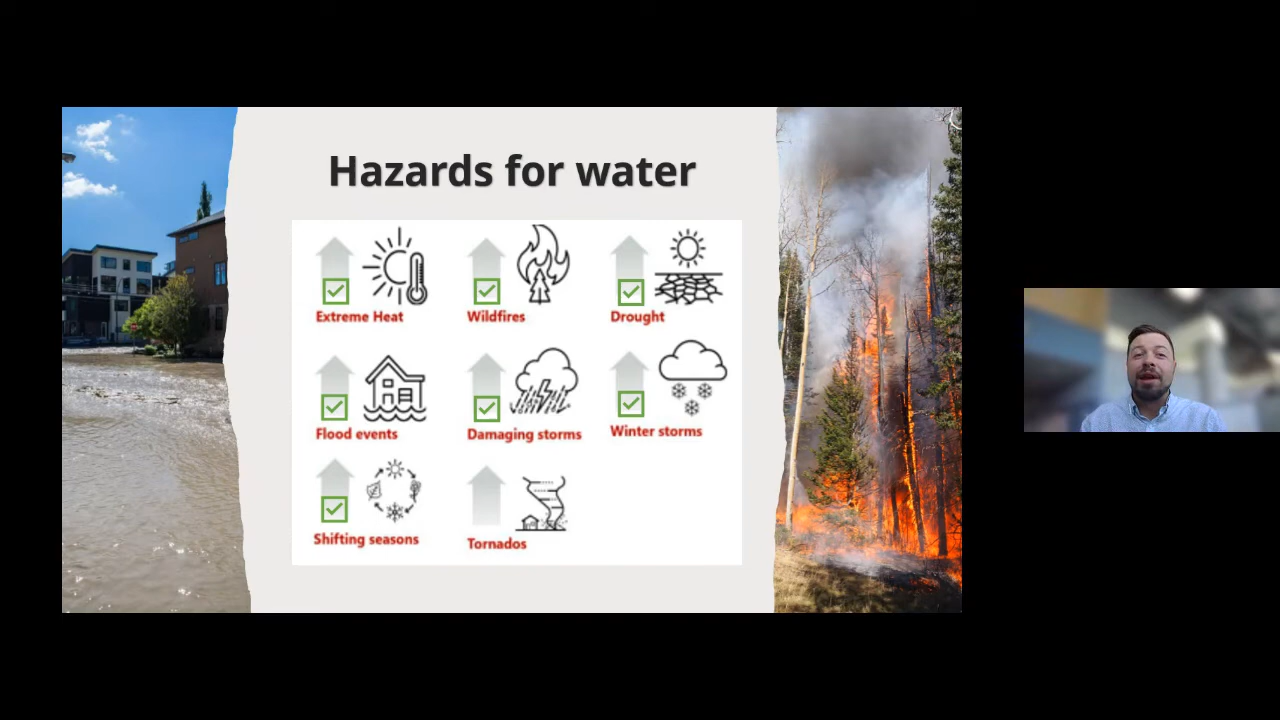 Hazards for water
Extreme Heat
Wildfires
Drought
Flood events
Damaging storms
Winter storms
Shifting seasons
Tornados